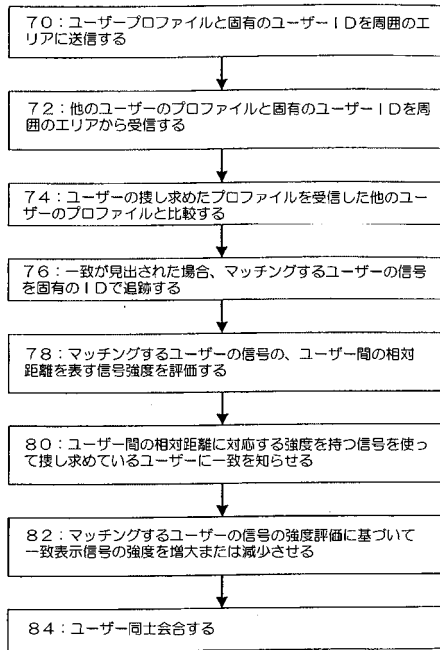 70：ユーザープロファイルと固有のユーザーIDを周囲のエ
リアに送信する
72：他のユーザーのプロファイルと固有のユーザーIDを周
囲のエリアから受信する
74：ユーザーの捜し求めたプロファイルを受信した他のユー
ザーのプロファイルと比較する
76：一致が見出された場合、マッチングするユーザーの信号
を固有のIDで追跡する
78：マッチングするユーザーの信号の、ユーザー間の相対
距離を表す信号強度を評価する
80：ユーザー間の相対距離に対応する強度を持つ信号を使
って捜し求めているユーザーに一致を知らせる
82：マッチングするユーザーの信号の強度評価に基づいて
一致表示信号の強度を増大または減少させる
84：ユーザー同士会合する